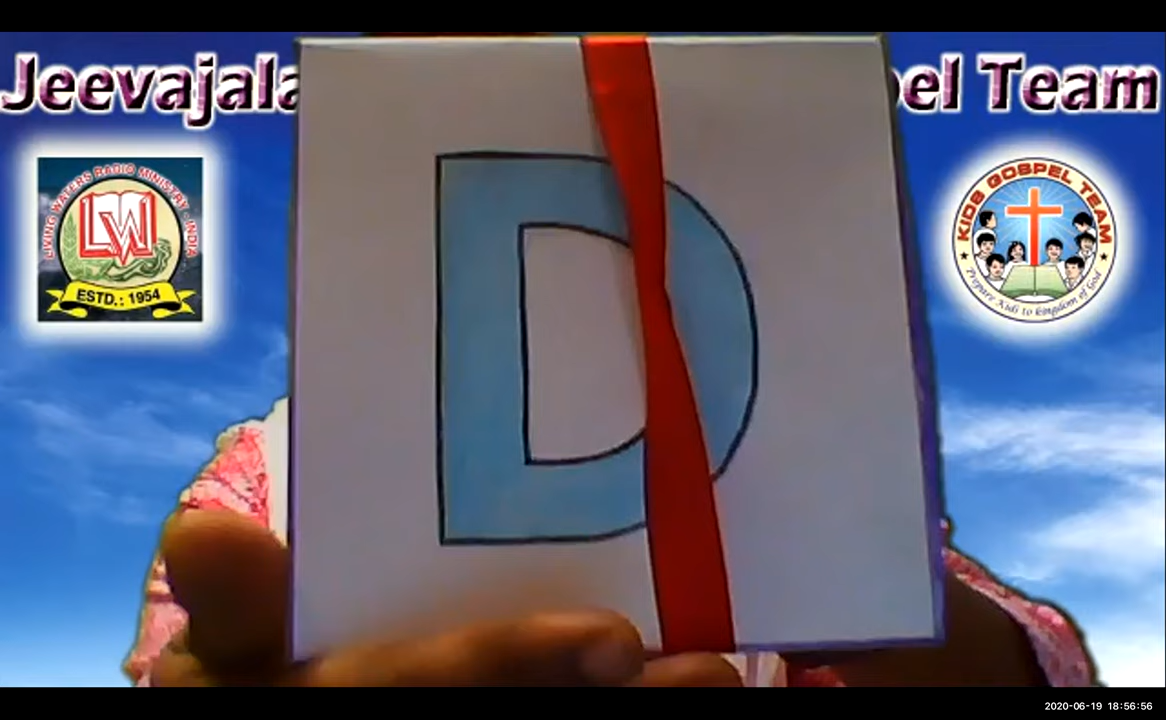 Jeevajala
pel Team
D
LIVING WATERS RADIO MINISTRY - INDIA
LW
ESTD.: 1954
KIDS GOSPEL TEAM
Prepare Kids to kingdom of God
2020-06-19 18:56:56